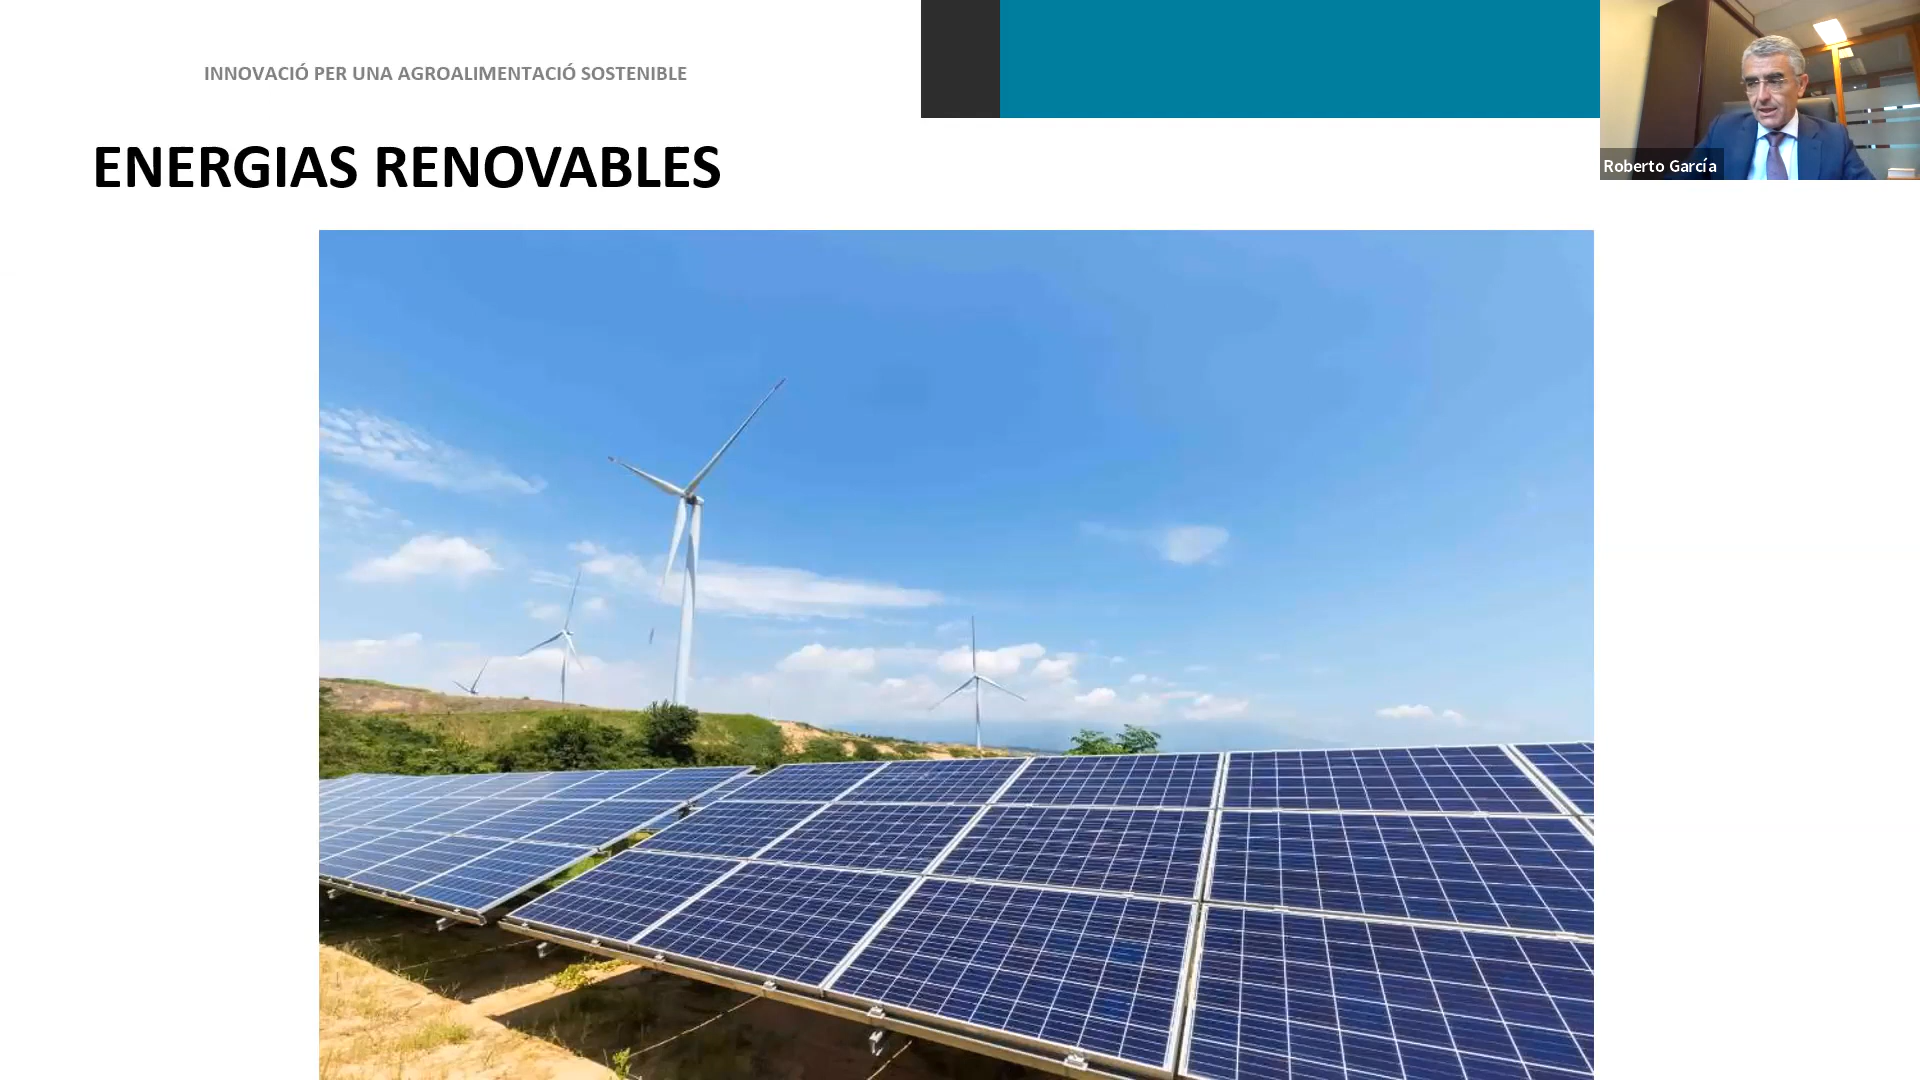 INNOVACIÓ PER UNA AGROALIMENTACIÓ SOSTENIBLE
ENERGIAS RENOVABLES
Roberto García